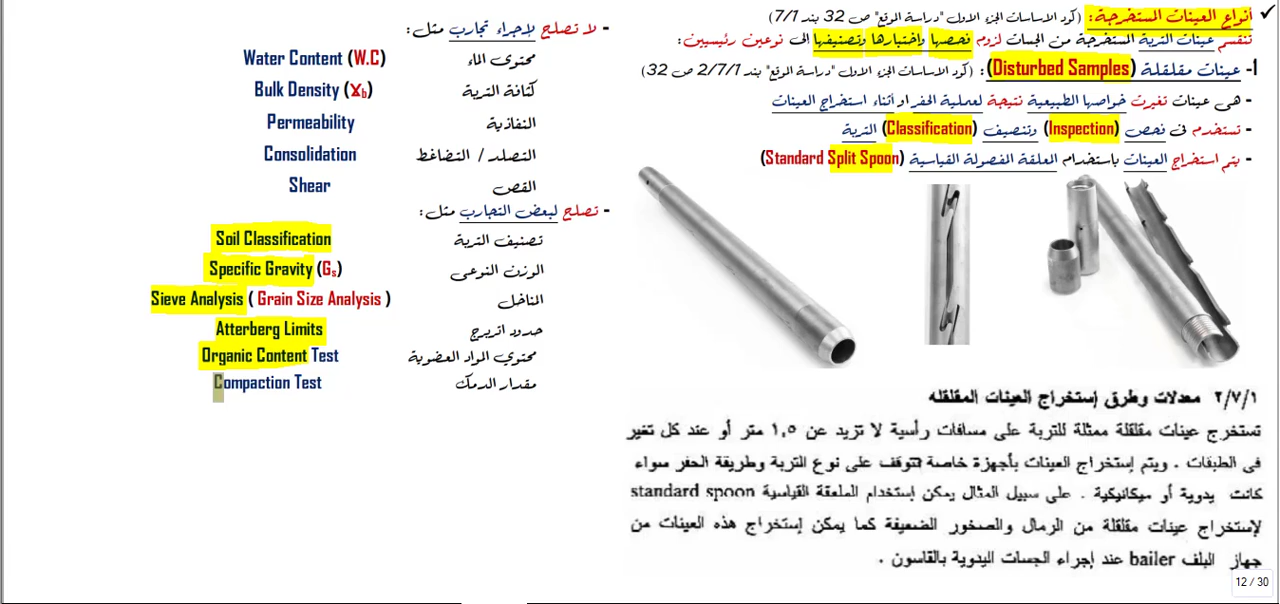 ✓ أنواع العينات المستخرجة: (كود الاساسات الجزء الاول "دراسة الموقع" ص 32 بند 7/1)
تنقسم عينات التربة المستخرجة من الجسات لزوم فحصها واختبارها وتصنيفها الى نوعين رئيسيين:
أ- عينات مقلقلة (Disturbed Samples): (كود الاساسات الجزء الاول "دراسة الموقع" بند 2/7/1 ص 32)
- هى عينات تغيرت خواصها الطبيعية نتيجة لعملية الحفر او أثناء استخراج العينات
- تستخدم فى فحص (Inspection) وتنصيف (Classification) التربة
- يتم استخراج العينات باستخدام المعلقة المفصولة القياسية (Standard Split Spoon)
٢/٧/١ معدلات وطرق إستخراج العينات المقلقله
تستخرج عينات مقلقلة ممثلة للتربة على مسافات رأسية لا تزيد عن ١,٥ متر أو عند كل تغير
فى الطبقات . ويتم إستخراج العينات بأجهزة خاصة تتوقف على نوع التربة وطريقة الحفر سواء
كانت يدوية أو ميكانيكية . على سبيل المثال يمكن إستخدام الملعقة القياسية standard spoon
لإستخراج عينات مقلقلة من الرمال والصخور الضعيفة كما يمكن إستخراج هذه العينات من
جهاز البلف bailer عند إجراء الجسات اليدوية بالقاسون .
- لا تصلح لإجراء تجارب مثل:
محتوى الماء Water Content (W.C)
كثافة التربة Bulk Density (ɣb)
النفاذية Permeability
التصلد / التضاغط Consolidation
القص Shear
- تصلح لبعض التجارب مثل:
تصنيف التربة Soil Classification
الوزن النوعى Specific Gravity (Gs)
المناخل Sieve Analysis ( Grain Size Analysis )
حدود اتربرج Atterberg Limits
محتوي المواد العضوية Organic Content Test
مقدار الدمك Compaction Test
12 / 30